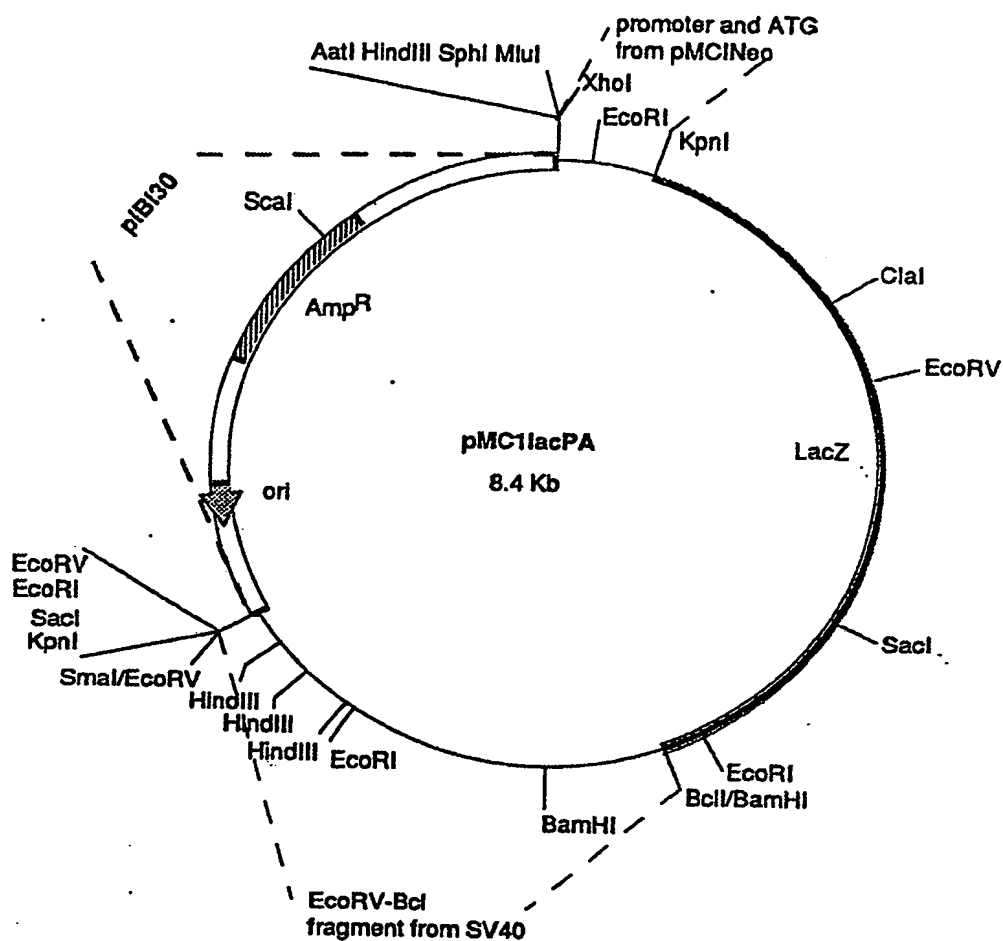 promoter and ATG
from pMCINeo
AatI HindIII SphI MluI
XhoI
EcoRI
KpnI
pIBI30
ScaI
AmpR
ClaI
EcoRV
pMC1lacPA
8.4 Kb
LacZ
ori
EcoRV
EcoRI
SacI
KpnI
SmaI/EcoRV
HindIII
HindIII
HindIII
EcoRI
SacI
EcoRI
BclI/BamHI
BamHI
EcoRV-Bcl
fragment from SV40